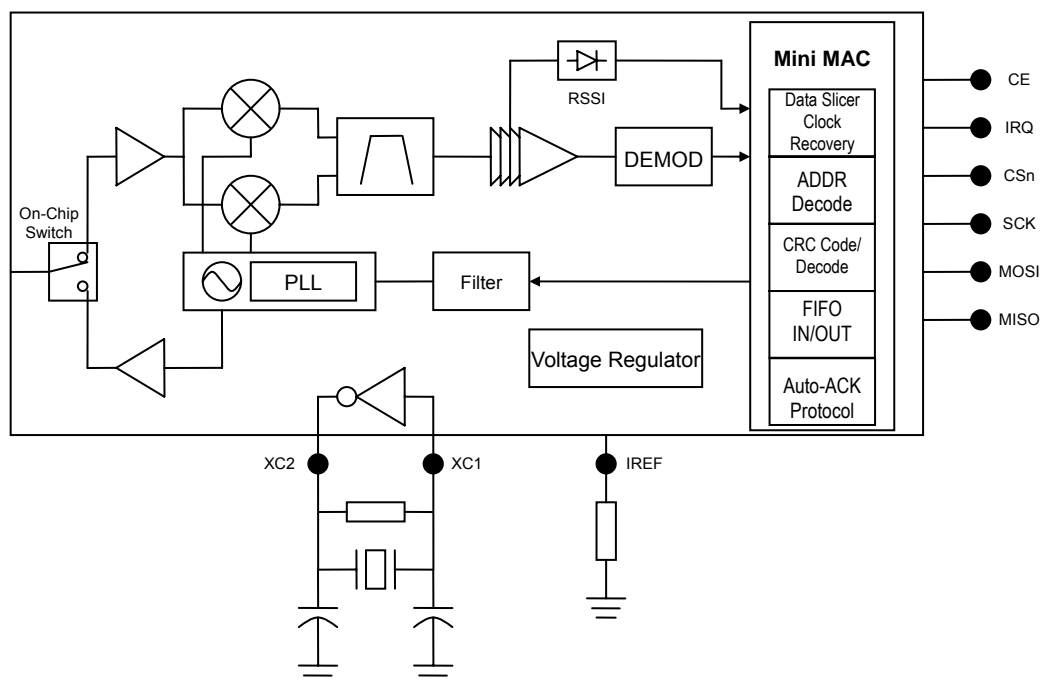 Mini MAC
CE
RSSI
Data Slicer
Clock
Recovery
IRQ
DEMOD
CSn
ADDR
Decode
On-Chip
Switch
SCK
CRC Code/
Decode
MOSI
PLL
Filter
FIFO
IN/OUT
MISO
Voltage Regulator
Auto-ACK
Protocol
XC2
XC1
IREF